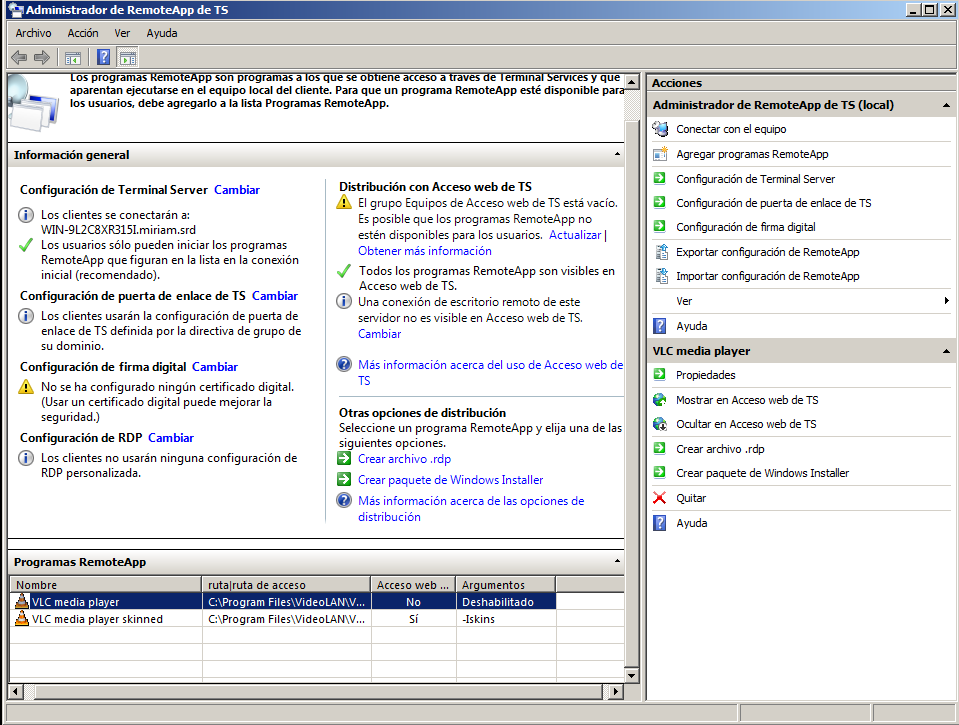 Administrador de RemoteApp de TS
Archivo Acción Ver Ayuda
Los programas RemoteApp son programas a los que se obtiene acceso a través de Terminal Services y que
aparentan ejecutarse en el equipo local del cliente. Para que un programa RemoteApp esté disponible para
los usuarios, debe agregarlo a la lista Programas RemoteApp.
Información general
Configuración de Terminal Server Cambiar
Los clientes se conectarán a:
WIN-9L2C8XR315I.miriam.srd
Los usuarios sólo pueden iniciar los programas
RemoteApp que figuran en la lista en la conexión
inicial (recomendado).
Configuración de puerta de enlace de TS Cambiar
Los clientes usarán la configuración de puerta de
enlace de TS definida por la directiva de grupo de
su dominio.
Configuración de firma digital Cambiar
No se ha configurado ningún certificado digital.
(Usar un certificado digital puede mejorar la
seguridad.)
Configuración de RDP Cambiar
Los clientes no usarán ninguna configuración de
RDP personalizada.
Distribución con Acceso web de TS
El grupo Equipos de Acceso web de TS está vacío.
Es posible que los programas RemoteApp no
estén disponibles para los usuarios. Actualizar |
Obtener más información
Todos los programas RemoteApp son visibles en
Acceso web de TS.
Una conexión de escritorio remoto de este
servidor no es visible en Acceso web de TS.
Cambiar
Más información acerca del uso de Acceso web de
TS
Otras opciones de distribución
Seleccione un programa RemoteApp y elija una de las
siguientes opciones.
Crear archivo .rdp
Crear paquete de Windows Installer
Más información acerca de las opciones de
distribución
Programas RemoteApp
Nombre ruta|ruta de acceso Acceso web ... Argumentos
VLC media player C:\Program Files\VideoLAN\V... No Deshabilitado
VLC media player skinned C:\Program Files\VideoLAN\V... Sí -Iskins
Acciones
Administrador de RemoteApp de TS (local)
Conectar con el equipo
Agregar programas RemoteApp
Configuración de Terminal Server
Configuración de puerta de enlace de TS
Configuración de firma digital
Exportar configuración de RemoteApp
Importar configuración de RemoteApp
Ver
Ayuda
VLC media player
Propiedades
Mostrar en Acceso web de TS
Ocultar en Acceso web de TS
Crear archivo .rdp
Crear paquete de Windows Installer
Quitar
Ayuda